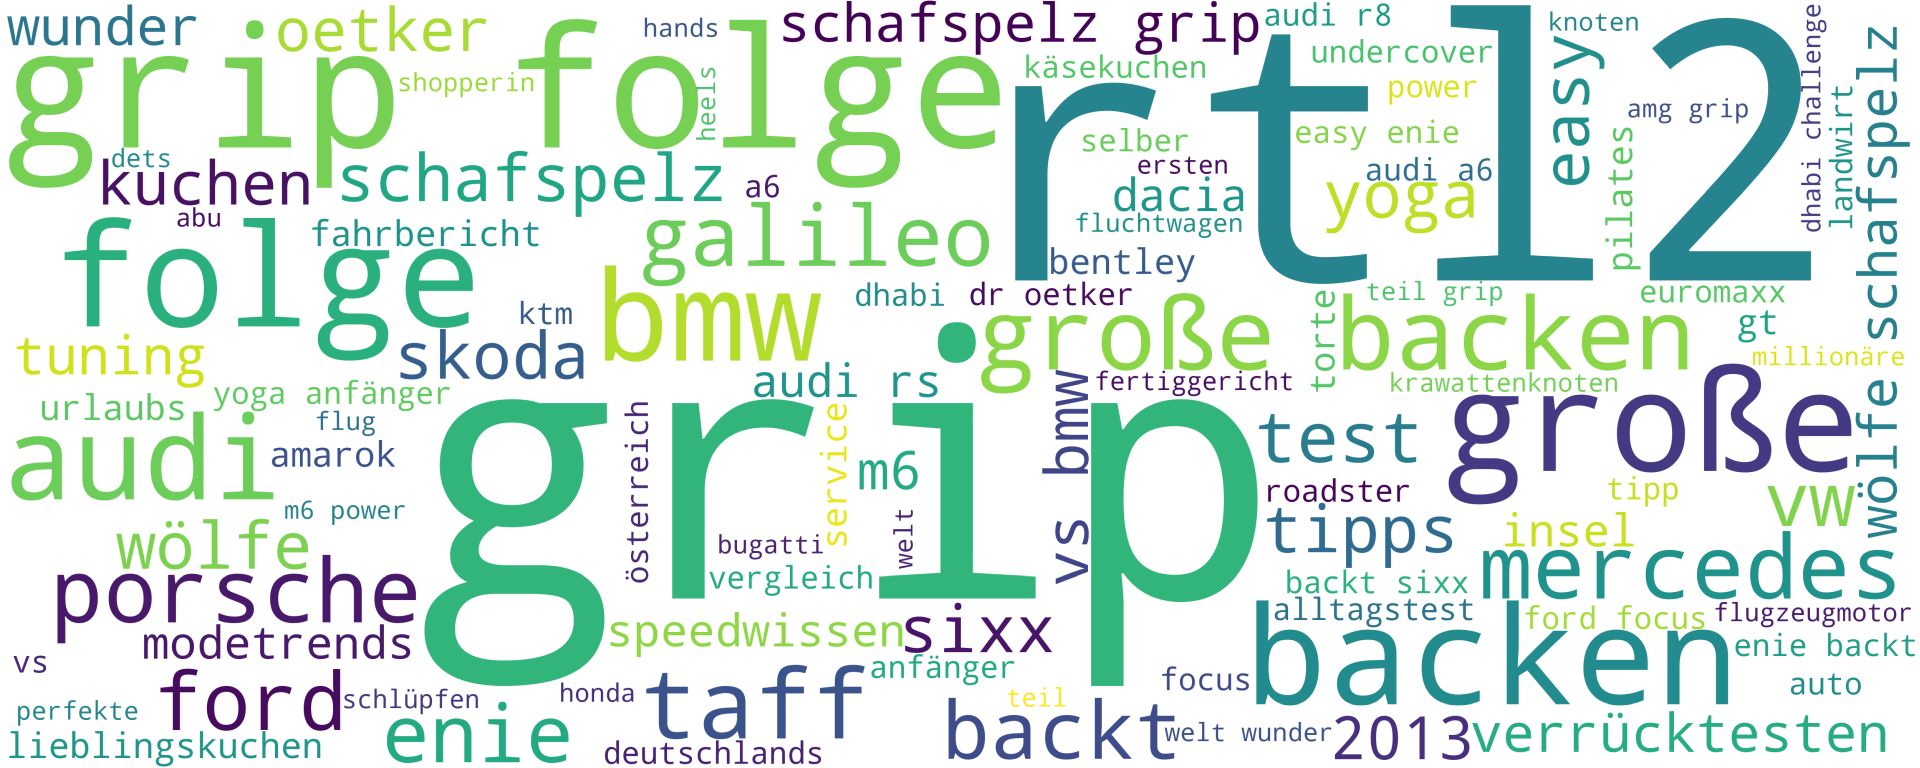 wunder
oetker
hands
schafspelz grip
audi r8
knoten
grip folge
shopperin
heels
käsekuchen
undercover
power
easy
dhabi challenge
rtl2
amg grip
landwirt
wölfe schafspelz
selber
easy enie
pilates
dets
kuchen
schafspelz
a6
ersten
audi a6
dacia
yoga
abu
fahrbericht
galileo
fluchtwagen
folge
bentley
bmw
dhabi
dr oetker
torte
teil grip
euromaxx
ktm
große
backen
gt
tuning
skoda
millionäre
audi rs
vs bmw
fertiggericht
krawattenknoten
yoga anfänger
urlaubs
flug
österreich
service
grip
test
große
audi
amarok
m6
roadster
tipp
vw
m6 power
welt
tipps
insel
wölfe
bugatti
vergleich
mercedes
porsche
backt sixx
alltagstest
ford focus
flugzeugmotor
modetrends
speedwissen
sixx
backen
enie backt
vs
anfänger
focus
auto
ford
schlüpfen
honda
taff
teil
perfekte
enie
backt
welt wunder
2013
verrücktesten
lieblingskuchen
deutschlands